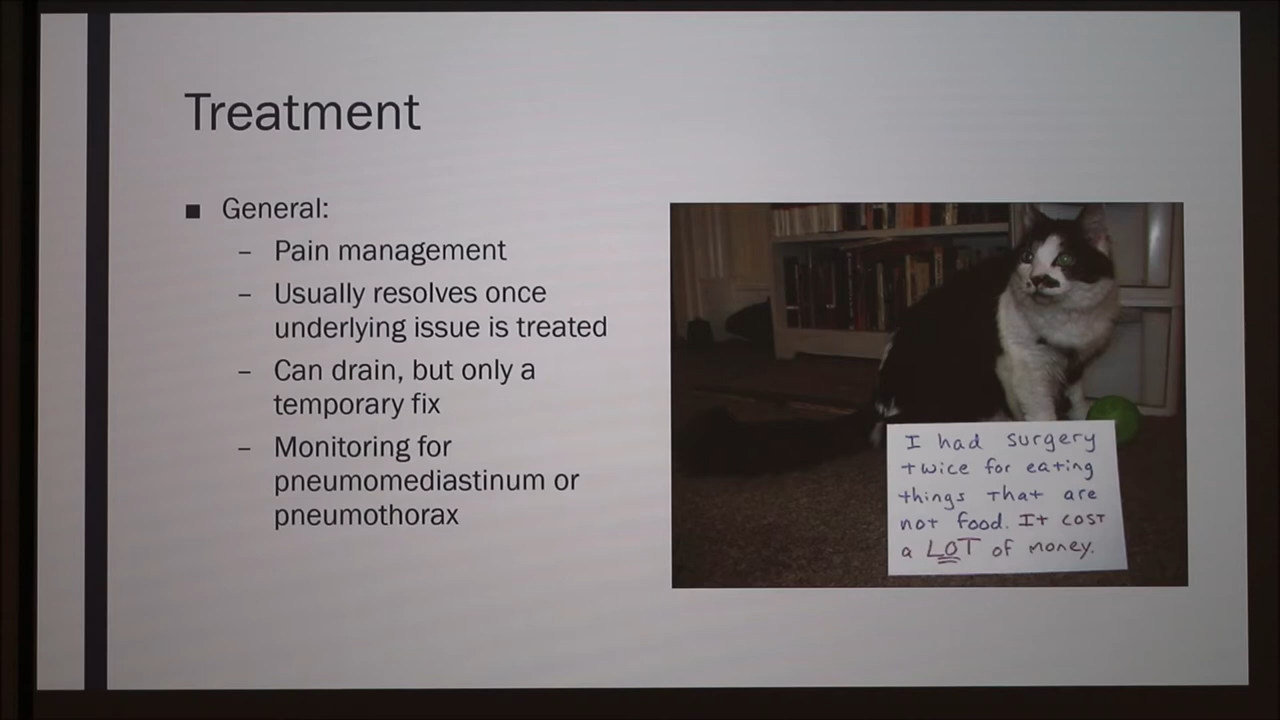 Treatment
■ General:
– Pain management
– Usually resolves once
underlying issue is treated
– Can drain, but only a
temporary fix
– Monitoring for
pneumomediastinum or
pneumothorax
I had surgery
twice for eating
things that are
not food. It cost
a LOT of money.